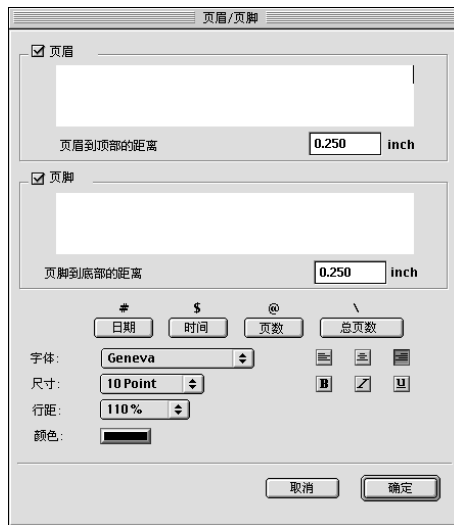 页眉/页脚
页眉
页眉到顶部的距离 0.250 inch
页脚
页脚到底部的距离 0.250 inch
# $ @ \
日期 时间 页数 总页数
字体: Geneva
尺寸: 10 Point B I U
行距: 110%
颜色:
取消 确定